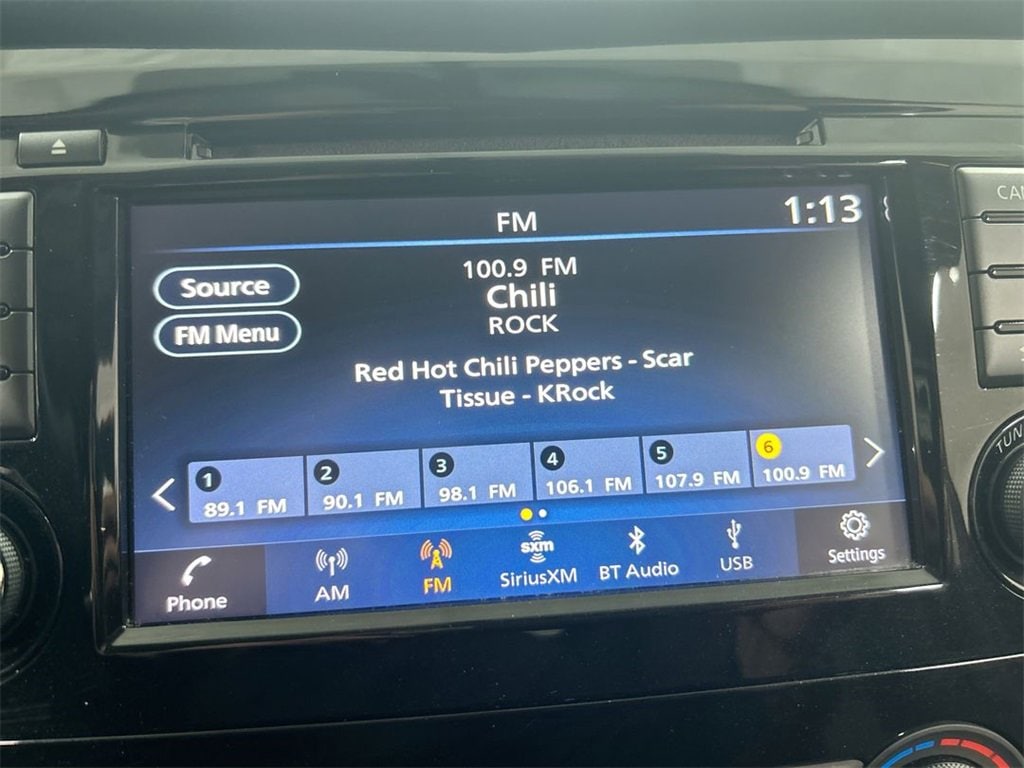 FM
1:13
Source
FM Menu
100.9 FM
Chili
ROCK
Red Hot Chili Peppers - Scar
Tissue - KRock
1
89.1 FM
2
90.1 FM
3
98.1 FM
4
106.1 FM
5
107.9 FM
6
100.9 FM
Phone
AM
FM
sxm
SiriusXM
BT Audio
USB
Settings